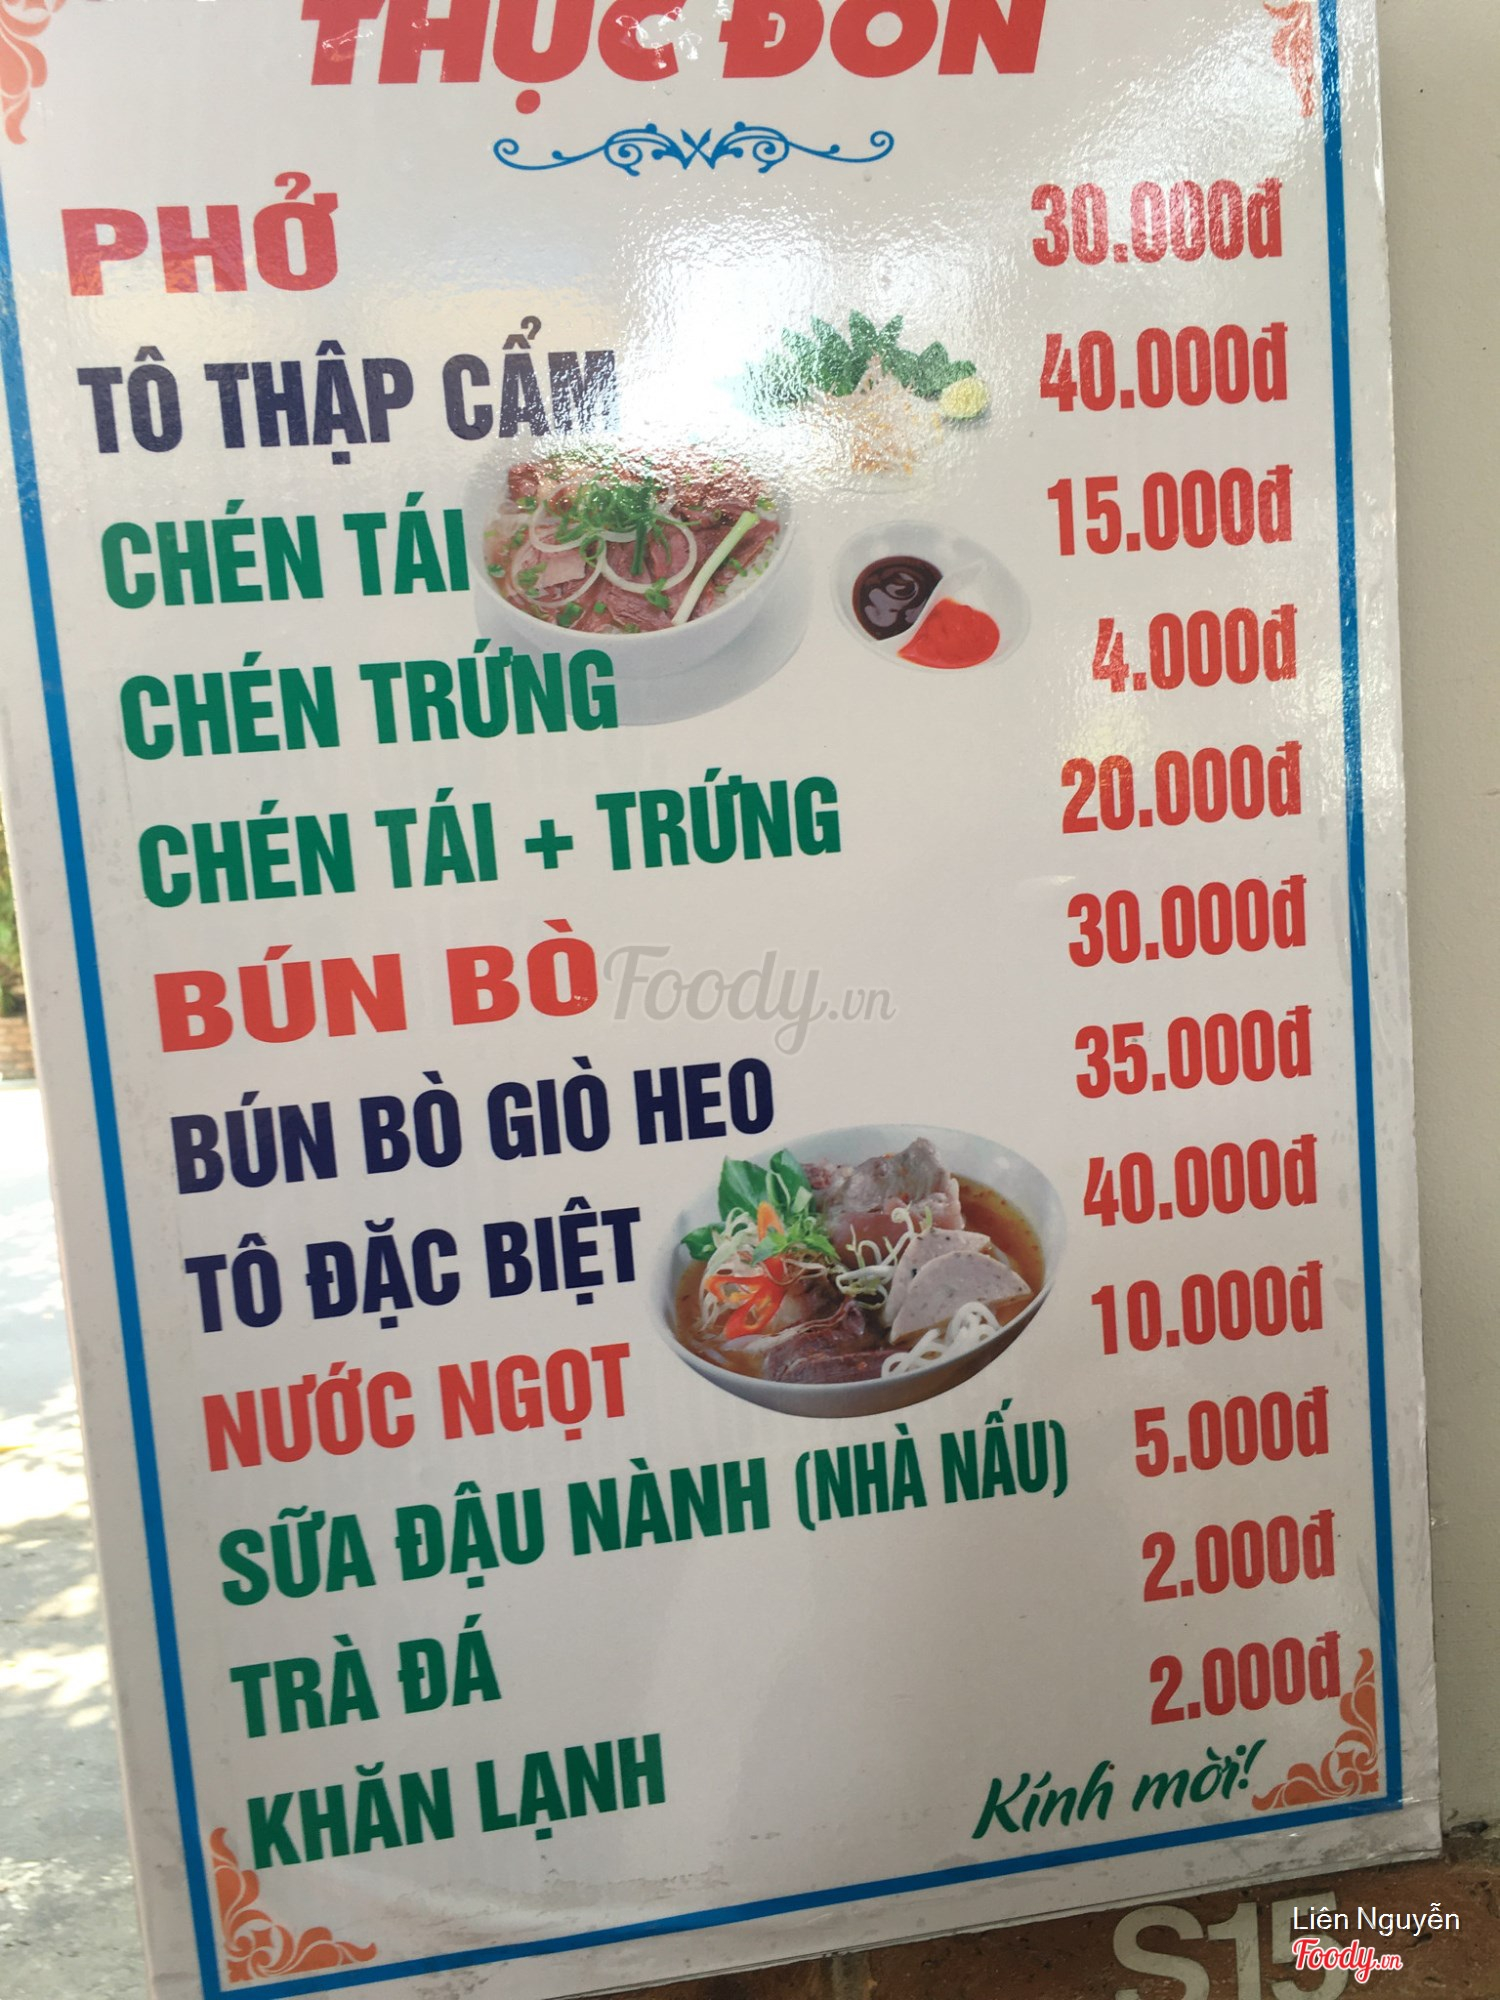 THỰC ĐƠN
PHỞ 30.000đ
TÔ THẬP CẨM 40.000đ
CHÉN TÁI 15.000đ
CHÉN TRỨNG 4.000đ
CHÉN TÁI + TRỨNG 20.000đ
BÚN BÒ 30.000đ
Foody.vn
BÚN BÒ GIÒ HEO 35.000đ
TÔ ĐẶC BIỆT 40.000đ
NƯỚC NGỌT 10.000đ
SỮA ĐẬU NÀNH (NHÀ NẤU) 5.000đ
TRÀ ĐÁ 2.000đ
KHĂN LẠNH 2.000đ
Kính mời!
S15
Liên Nguyễn
Foody.vn